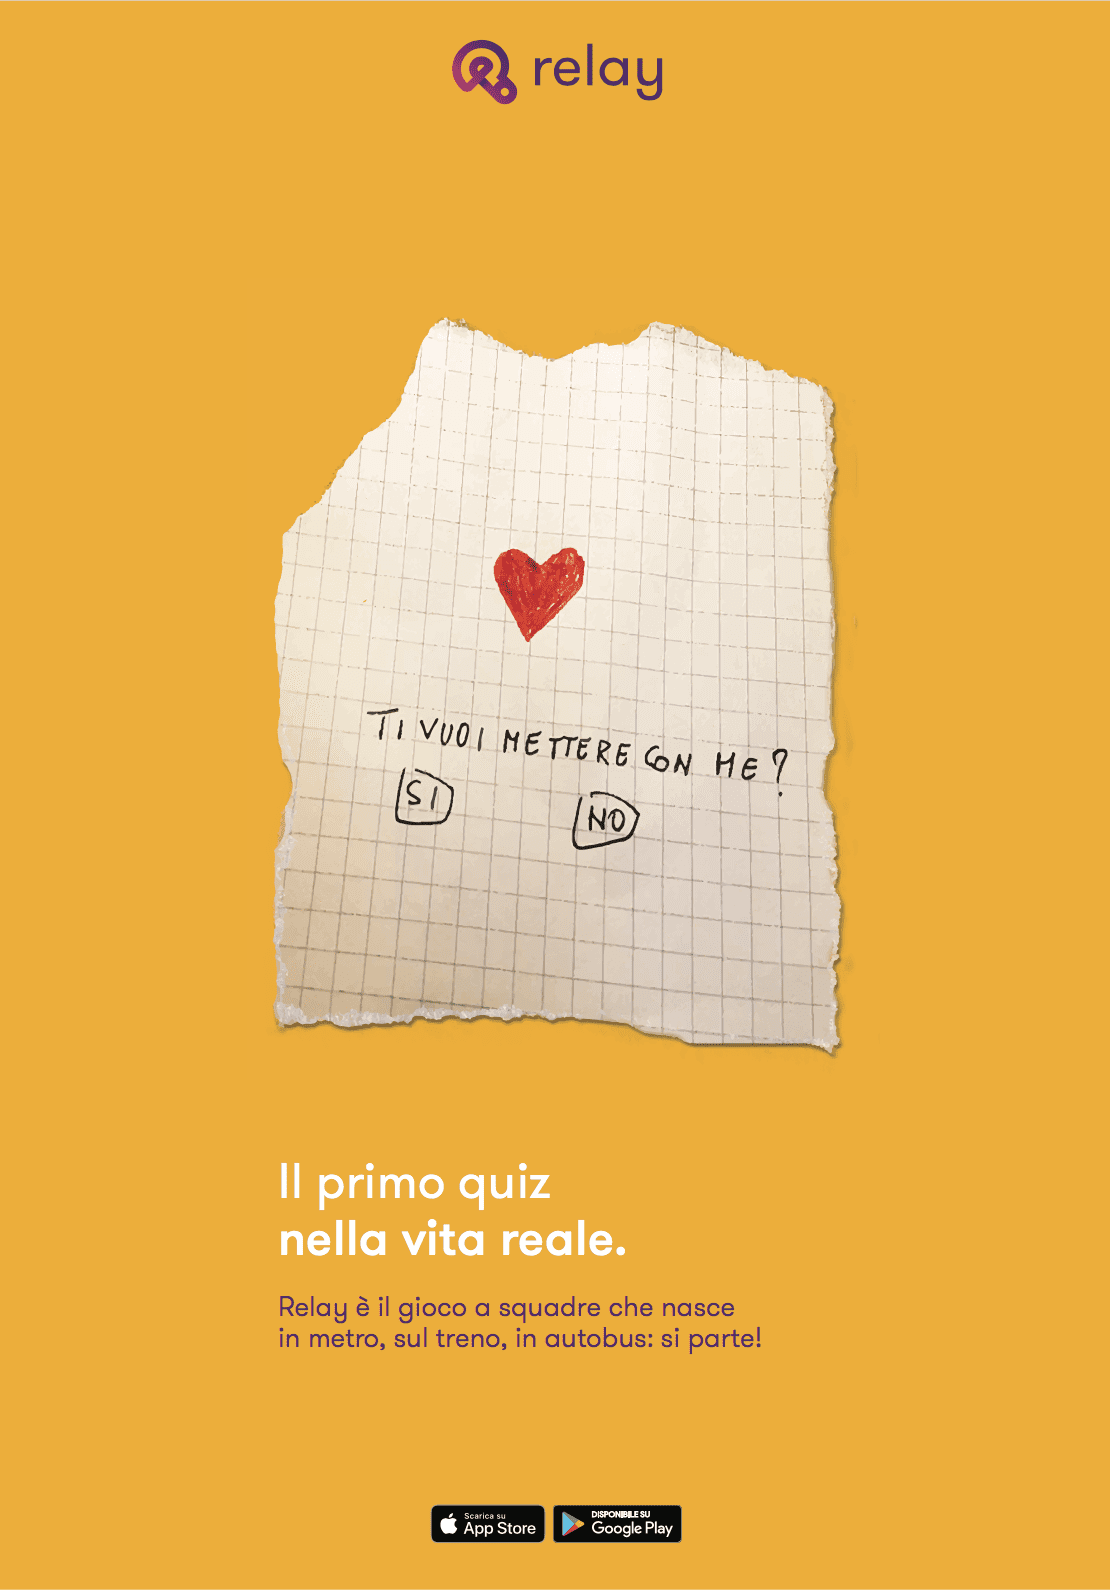 relay
TI VUOI METTERE CON ME?
SI NO
Il primo quiz
nella vita reale.
Relay è il gioco a squadre che nasce
in metro, sul treno, in autobus: si parte!
Scarica su
App Store
DISPONIBILE SU
Google Play